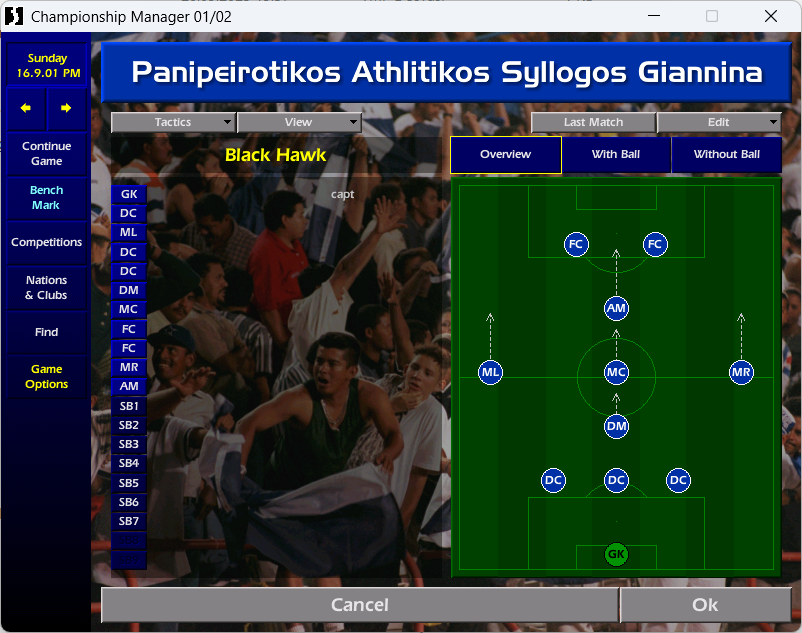 Championship Manager 01/02
Sunday
16.9.01 PM
Panipeirotikos Athlitikos Syllogos Giannina
Tactics
View
Last Match
Edit
Continue
Game
Bench
Mark
Competitions
Nations
& Clubs
Find
Game
Options
Black Hawk
Overview
With Ball
Without Ball
GK capt
DC
ML
DC
DC
DM
MC
FC
FC
MR
AM
SB1
SB2
SB3
SB4
SB5
SB6
SB7
FC FC
AM
ML MC MR
DM
DC DC DC
GK
Cancel
Ok